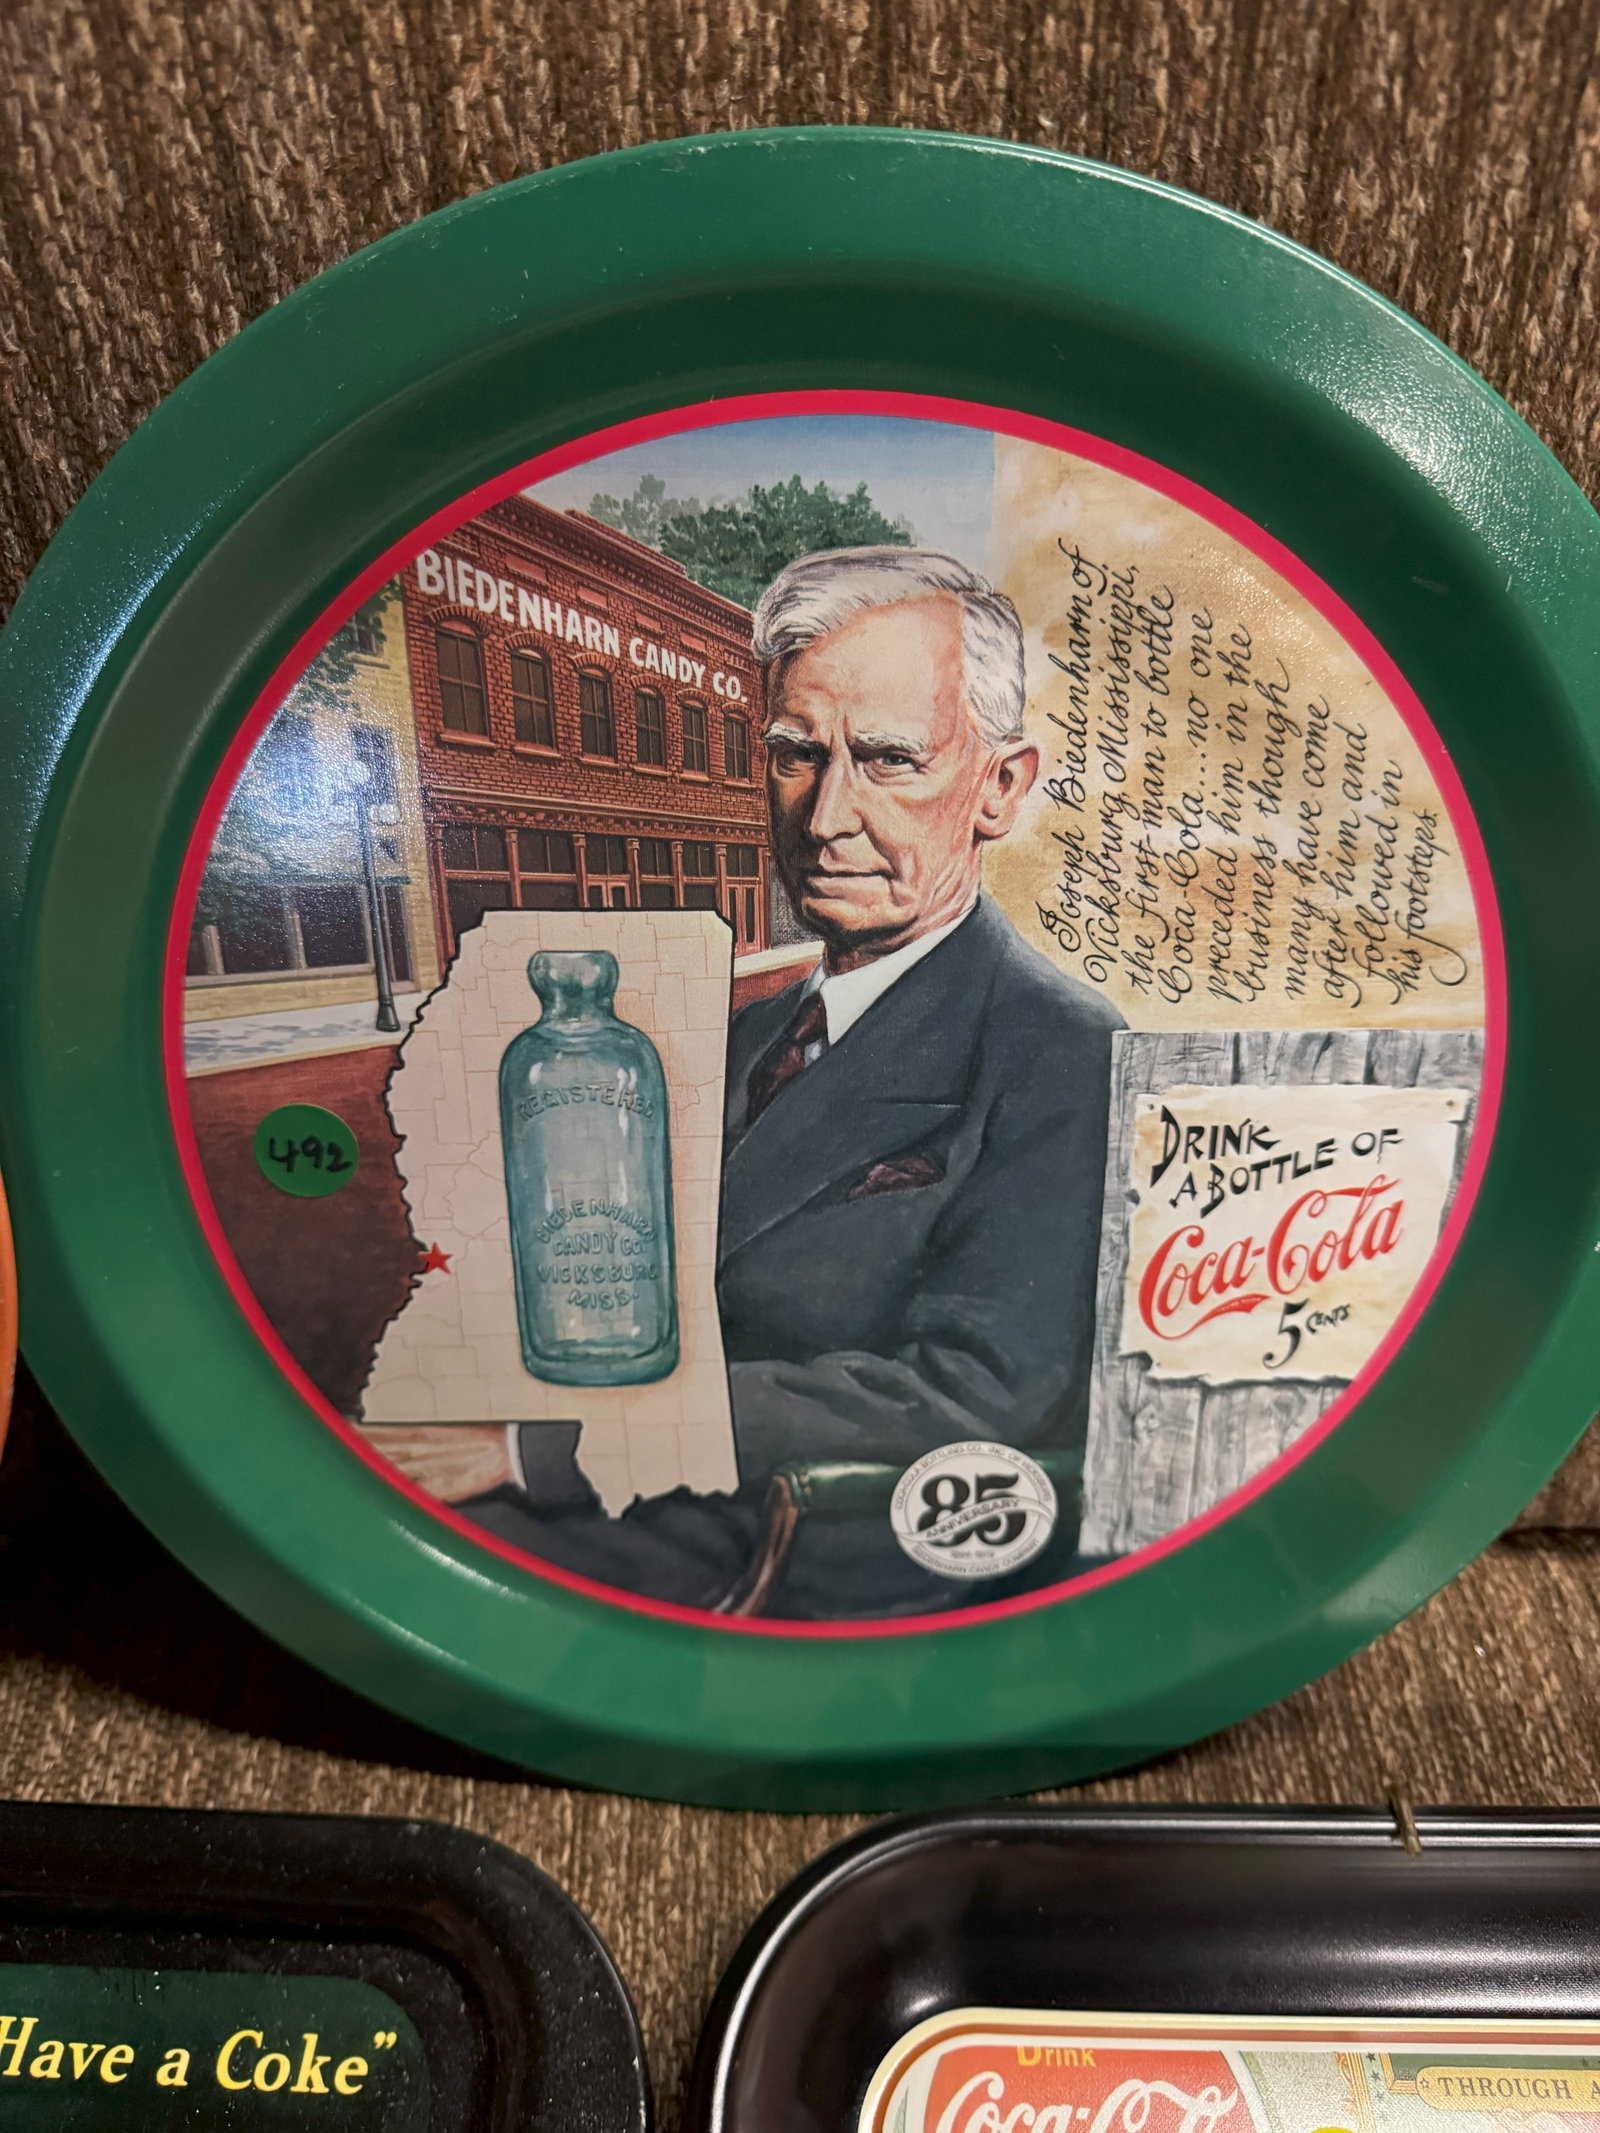 BIEDENHARN CANDY CO.
Joseph Biedenharn of
Vicksburg, Mississippi,
the first man to bottle
Coca-Cola...no one
preceded him in the
business though
many have come
after him and
followed in
his footsteps.
REGISTERED
BIEDENHARN
CANDY CO.
VICKSBURG
MISS.
492
DRINK
A BOTTLE OF
Coca-Cola
5 CENTS
85
ANNIVERSARY
Have a Coke"
Drink
Coca-Co
THROUGH A